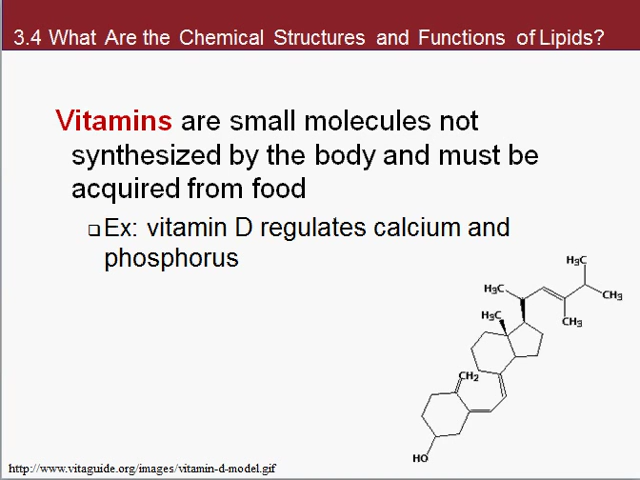 3.4 What Are the Chemical Structures and Functions of Lipids?
Vitamins are small molecules not
synthesized by the body and must be
acquired from food
❑ Ex: vitamin D regulates calcium and
phosphorus
H₃C
H₃C
CH₃
H₃C
CH₃
CH₂
HO
http://www.vitaguide.org/images/vitamin-d-model.gif